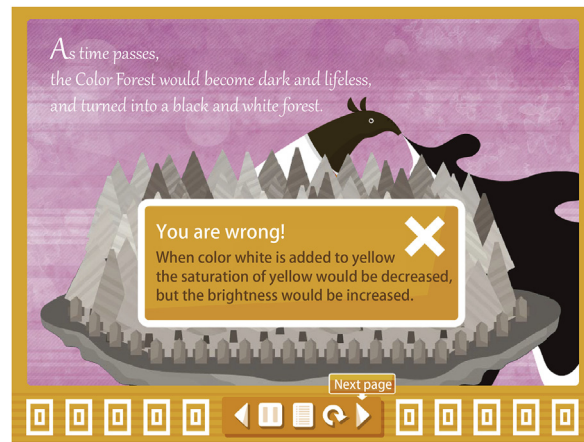 As time passes,
the Color Forest would become dark and lifeless,
and turned into a black and white forest.
You are wrong!
When color white is added to yellow
the saturation of yellow would be decreased,
but the brightness would be increased.
Next page